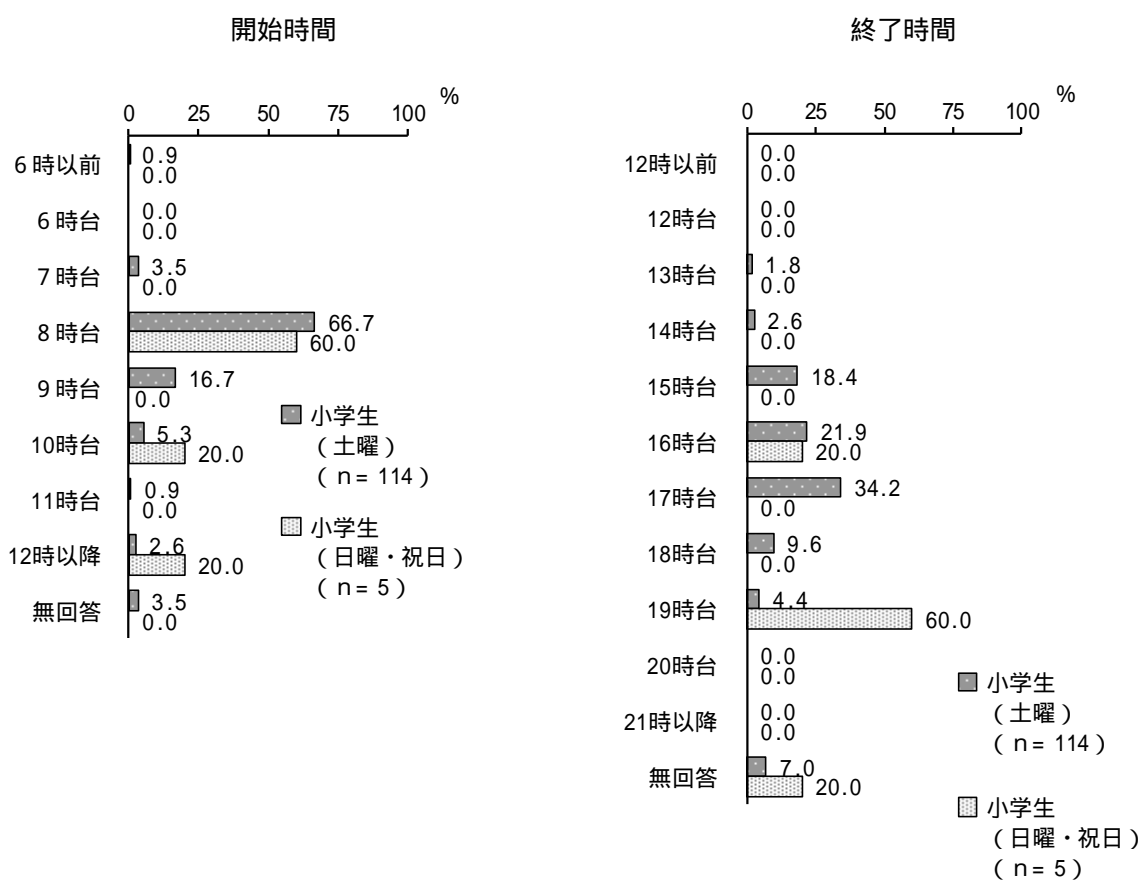 開始時間
%
0 25 50 75 100
6時以前 0.9
0.0
6時台 0.0
0.0
7時台 3.5
0.0
8時台 66.7
60.0
9時台 16.7
0.0
10時台 5.3
20.0
11時台 0.9
0.0
12時以降 2.6
20.0
無回答 3.5
0.0
小学生
（土曜）
（n=114）
小学生
（日曜・祝日）
（n=5）
終了時間
%
0 25 50 75 100
12時以前 0.0
0.0
12時台 0.0
0.0
13時台 1.8
0.0
14時台 2.6
0.0
15時台 18.4
0.0
16時台 21.9
20.0
17時台 34.2
0.0
18時台 9.6
0.0
19時台 4.4
60.0
20時台 0.0
0.0
21時以降 0.0
0.0
無回答 7.0
20.0
小学生
（土曜）
（n=114）
小学生
（日曜・祝日）
（n=5）